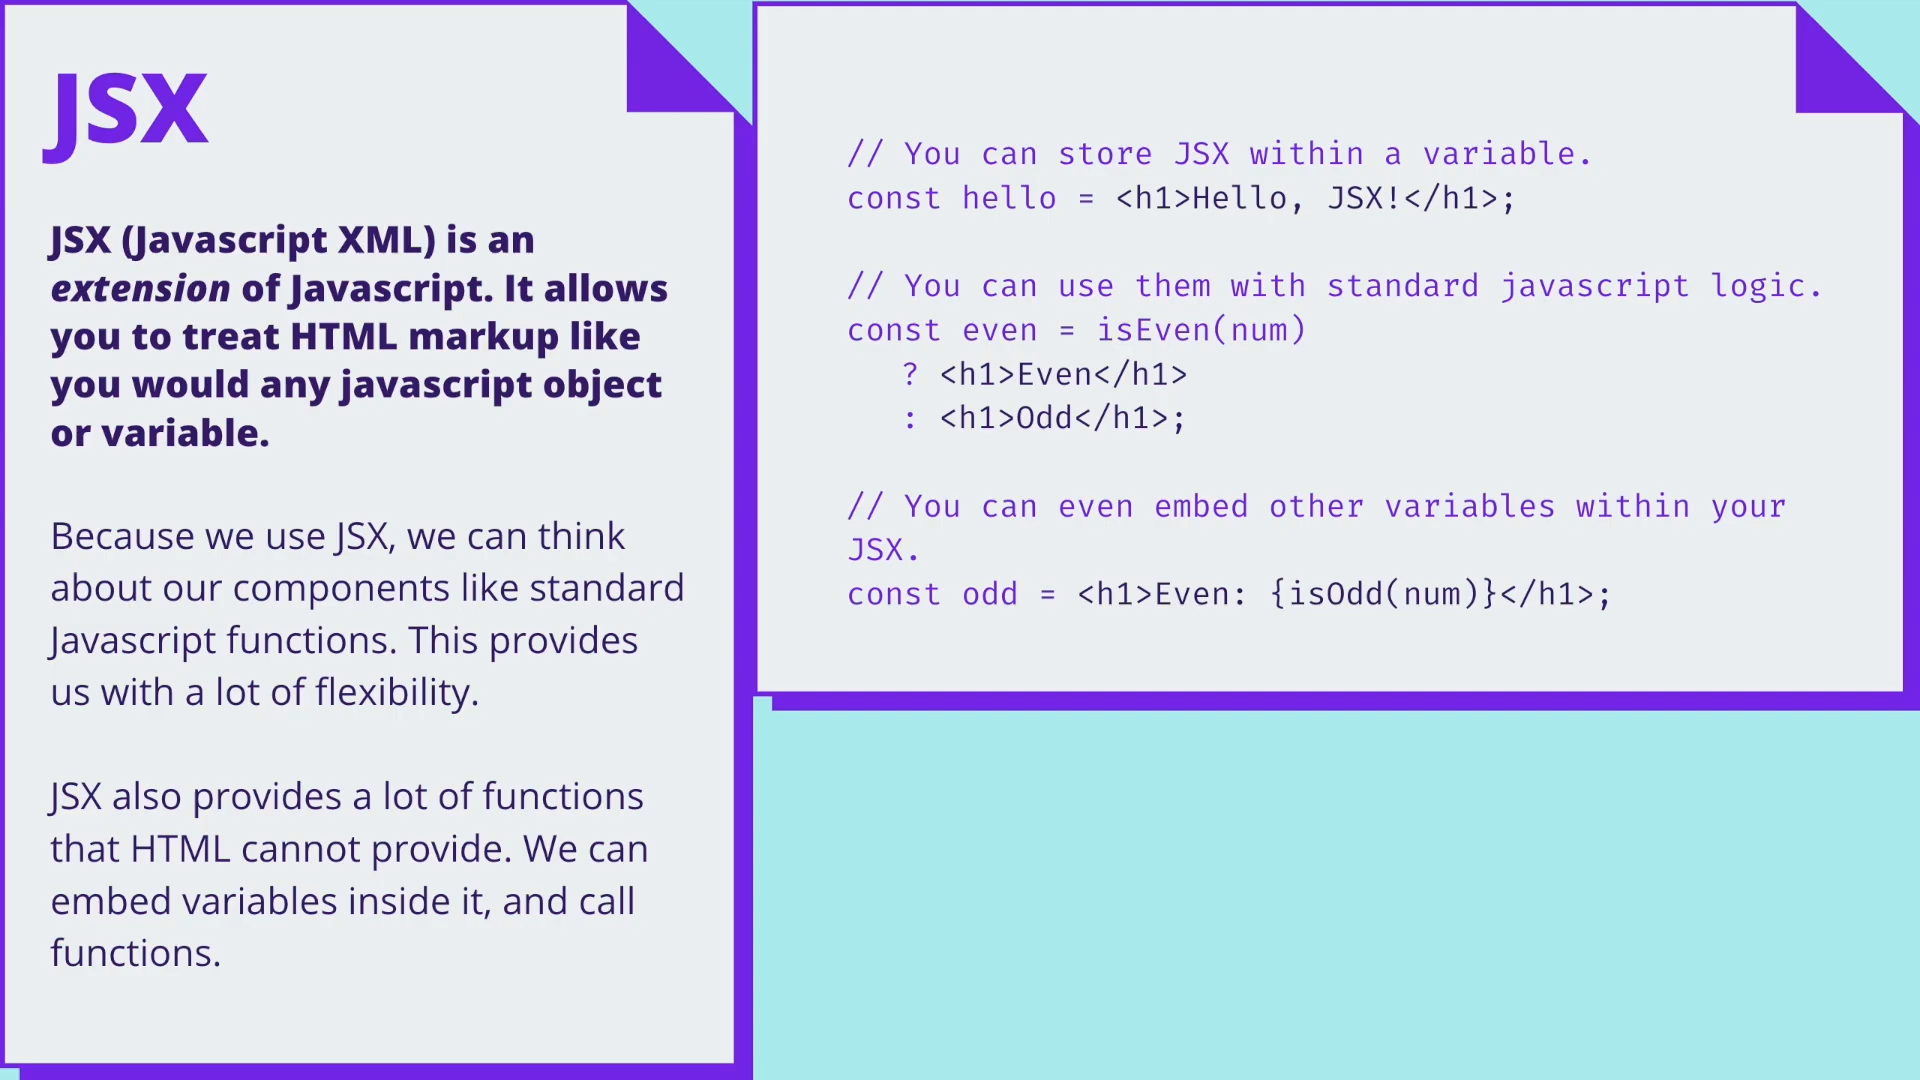 JSX
JSX (Javascript XML) is an
extension of Javascript. It allows
you to treat HTML markup like
you would any javascript object
or variable.
Because we use JSX, we can think
about our components like standard
Javascript functions. This provides
us with a lot of flexibility.
JSX also provides a lot of functions
that HTML cannot provide. We can
embed variables inside it, and call
functions.
// You can store JSX within a variable.
const hello = <h1>Hello, JSX!</h1>;
// You can use them with standard javascript logic.
const even = isEven(num)
? <h1>Even</h1>
: <h1>Odd</h1>;
// You can even embed other variables within your
JSX.
const odd = <h1>Even: {isOdd(num)}</h1>;